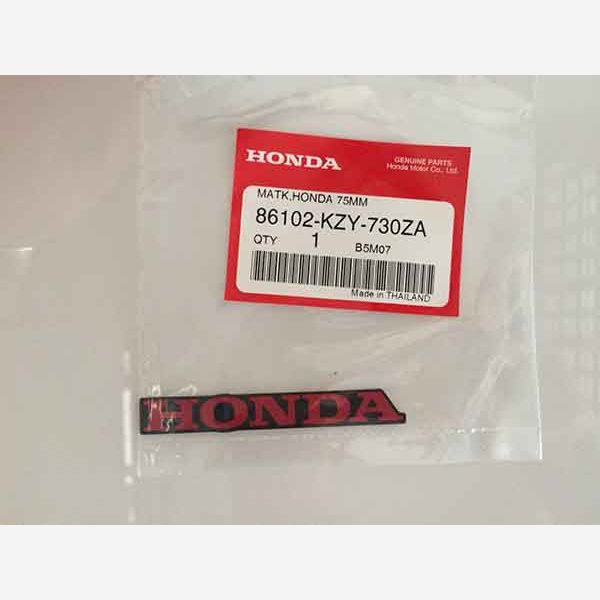 HONDA
GENUINE PARTS
Honda Motor Co., Ltd.
MATK,HONDA 75MM
86102-KZY-730ZA
QTY 1 B5M07
Made in THAILAND
HONDA